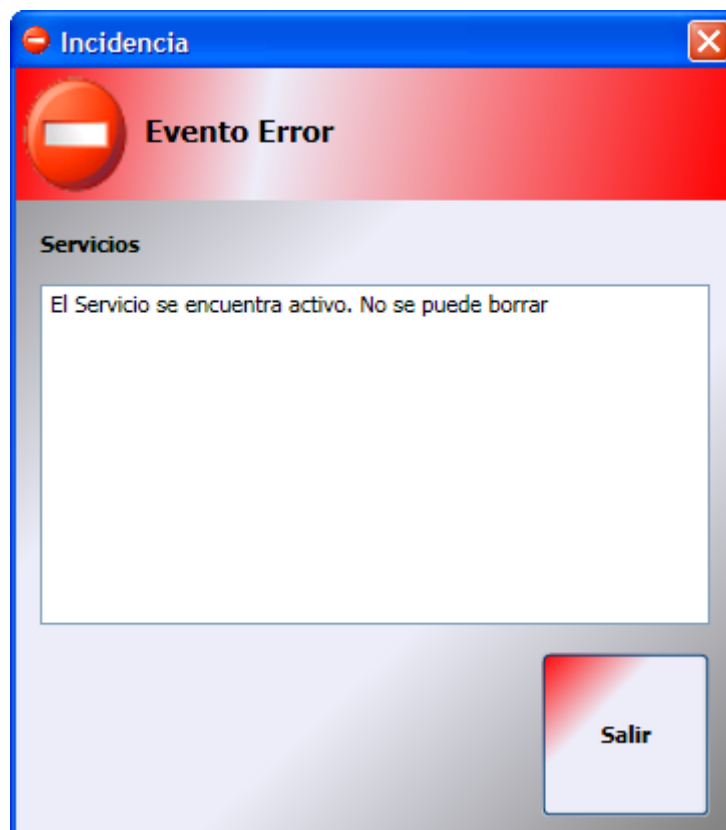 Incidencia
Evento Error
Servicios
El Servicio se encuentra activo. No se puede borrar
Salir